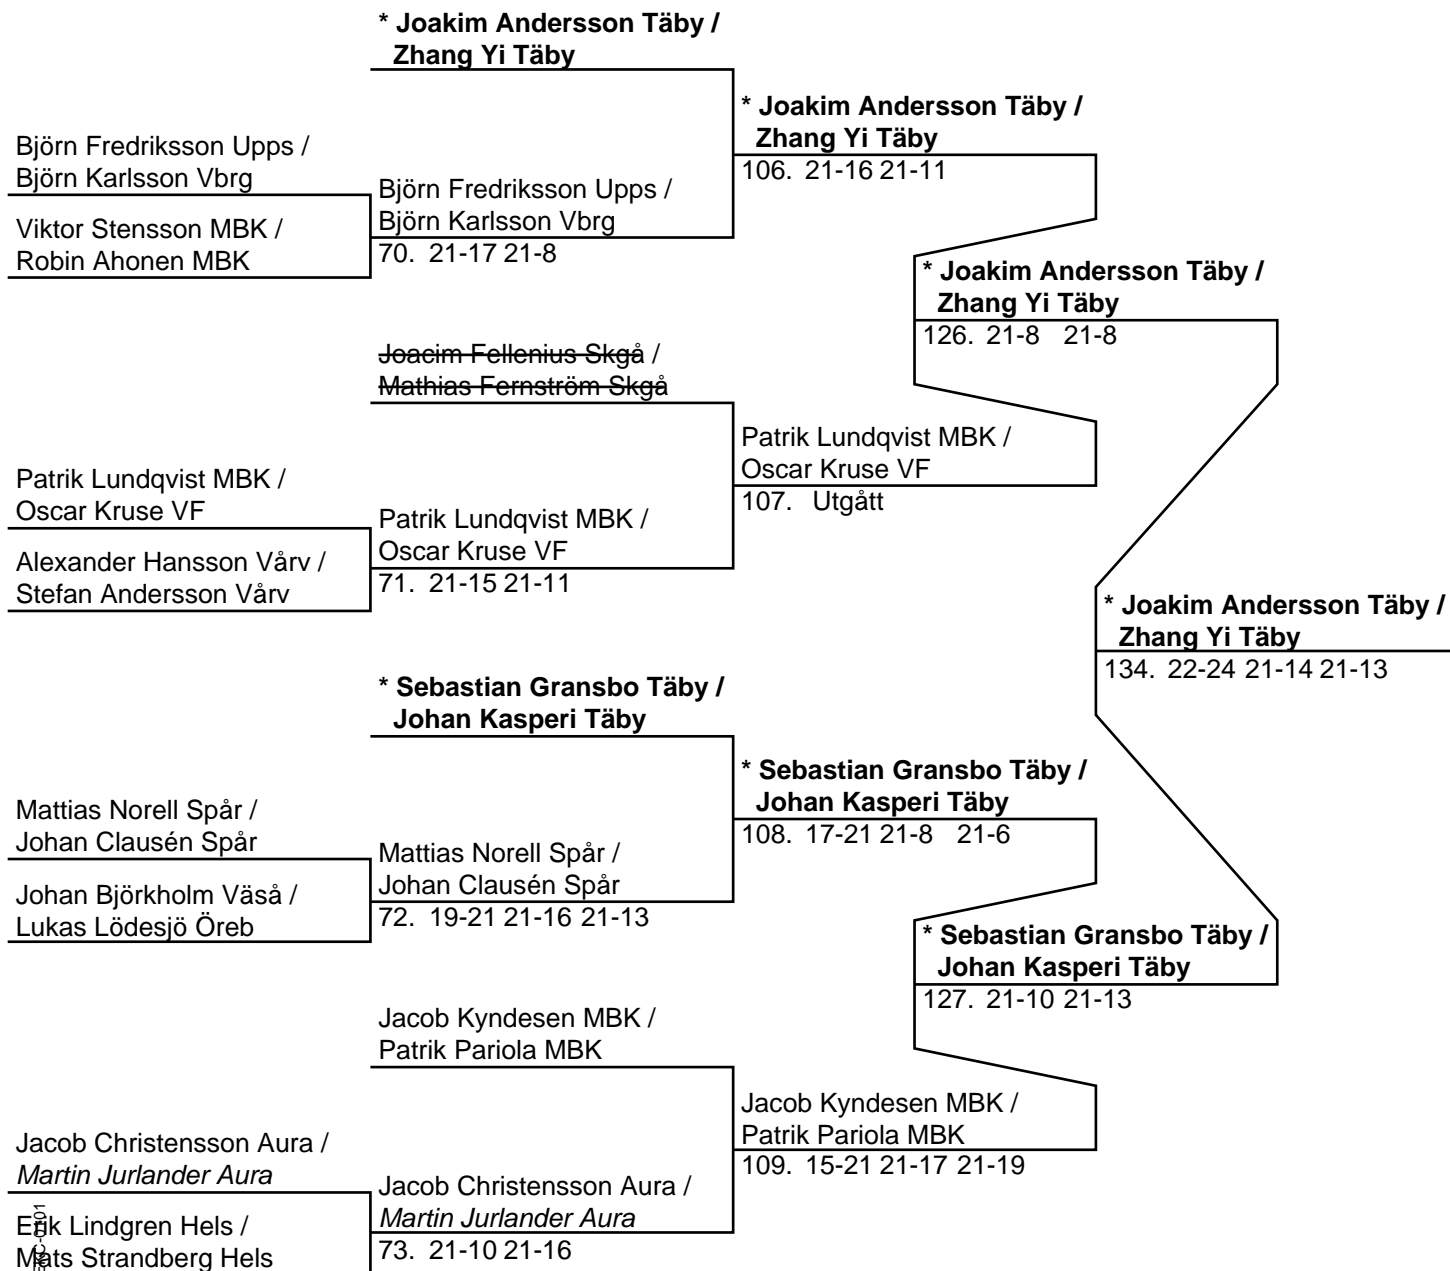 * Joakim Andersson Täby /
Zhang Yi Täby
* Joakim Andersson Täby /
Zhang Yi Täby
106. 21-16 21-11
Björn Fredriksson Upps /
Björn Karlsson Vbrg
Björn Fredriksson Upps /
Björn Karlsson Vbrg
70. 21-17 21-8
Viktor Stensson MBK /
Robin Ahonen MBK
* Joakim Andersson Täby /
Zhang Yi Täby
126. 21-8 21-8
Joacim Fellenius Skgå /
Mathias Fernström Skgå
Patrik Lundqvist MBK /
Oscar Kruse VF
107. Utgått
Patrik Lundqvist MBK /
Oscar Kruse VF
Patrik Lundqvist MBK /
Oscar Kruse VF
71. 21-15 21-11
Alexander Hansson Vårv /
Stefan Andersson Vårv
* Joakim Andersson Täby /
Zhang Yi Täby
134. 22-24 21-14 21-13
* Sebastian Gransbo Täby /
Johan Kasperi Täby
* Sebastian Gransbo Täby /
Johan Kasperi Täby
108. 17-21 21-8 21-6
Mattias Norell Spår /
Johan Clausén Spår
Mattias Norell Spår /
Johan Clausén Spår
72. 19-21 21-16 21-13
Johan Björkholm Väså /
Lukas Lödesjö Öreb
* Sebastian Gransbo Täby /
Johan Kasperi Täby
127. 21-10 21-13
Jacob Kyndesen MBK /
Patrik Pariola MBK
Jacob Kyndesen MBK /
Patrik Pariola MBK
109. 15-21 21-17 21-19
Jacob Christensson Aura /
Martin Jurlander Aura
Jacob Christensson Aura /
Martin Jurlander Aura
73. 21-10 21-16
Erik Lindgren Hels /
Mats Strandberg Hels